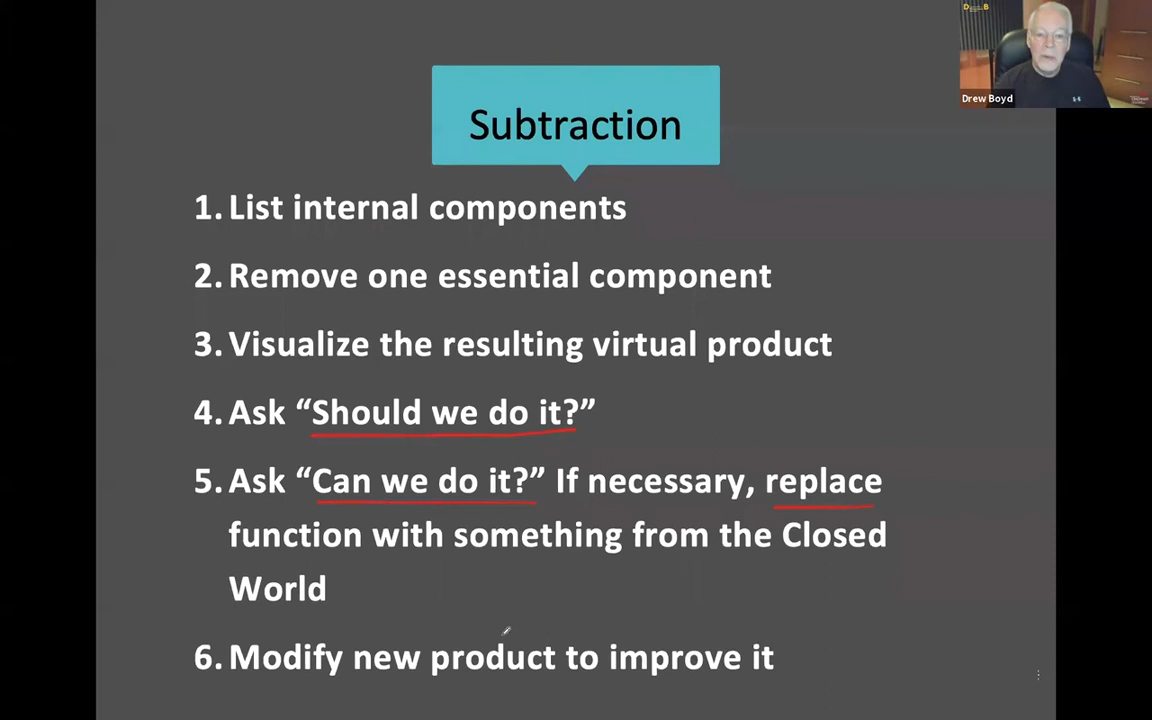 D B
Drew Boyd
Subtraction
1. List internal components
2. Remove one essential component
3. Visualize the resulting virtual product
4. Ask “Should we do it?”
5. Ask “Can we do it?” If necessary, replace
function with something from the Closed
World
6. Modify new product to improve it